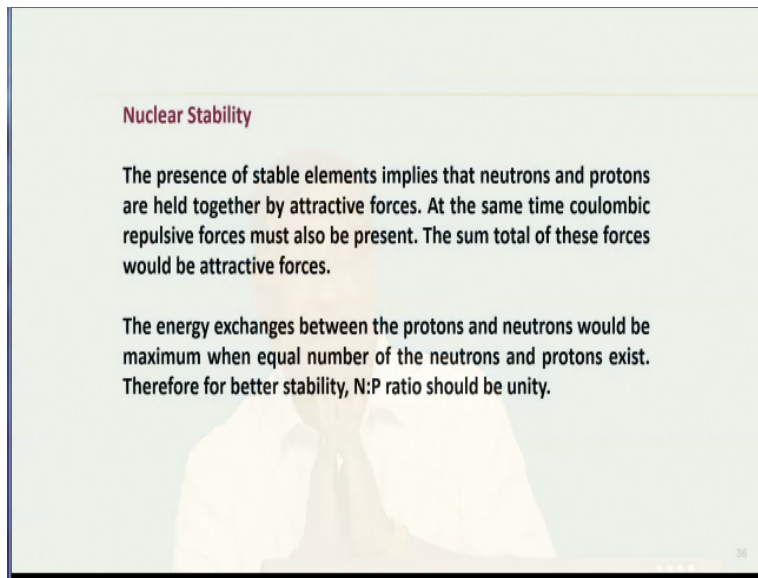 Nuclear Stability
The presence of stable elements implies that neutrons and protons
are held together by attractive forces. At the same time coulombic
repulsive forces must also be present. The sum total of these forces
would be attractive forces.
The energy exchanges between the protons and neutrons would be
maximum when equal number of the neutrons and protons exist.
Therefore for better stability, N:P ratio should be unity.
36